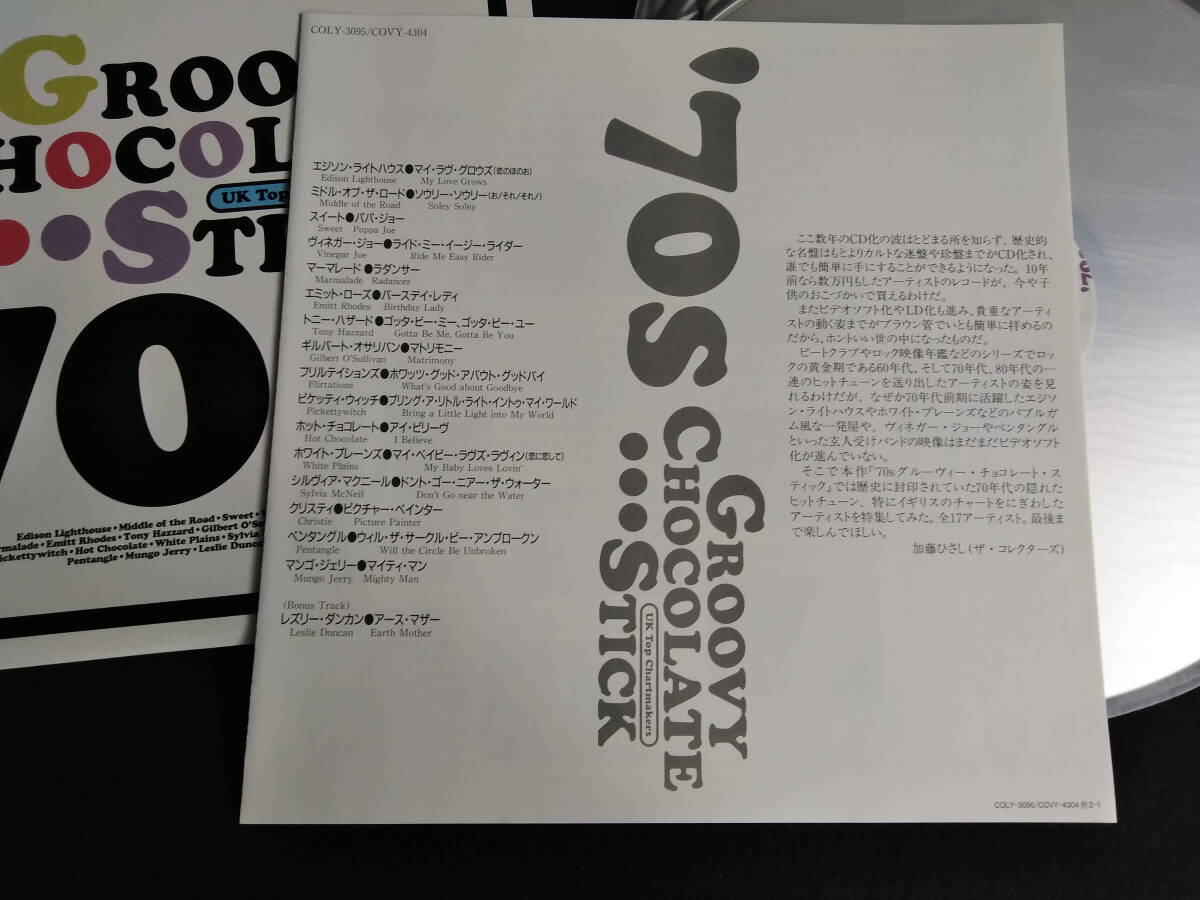 GROO
HOCOL
UK Top
STI
70
Edison Lighthouse・Middle of the Road・Sweet・V
rmalade・Emitt Rhodes・Tony Hazzard・Gilbert O'Su
ickettywitch・Hot Chocolate・White Plains・Sylvia
Pentangle・Mungo Jerry・Leslie Duncan
COLY-3095/COVY-4304
エジソン・ライトハウス●マイ・ラヴ・グロウズ(恋のほのお)
Edison Lighthouse My Love Grows
ミドル・オブ・ザ・ロード●ソウリー・ソウリー(お!それ!それ!)
Middle of the Road Soley Soley
スイート●パパ・ジョー
Sweet Poppa Joe
ヴィネガー・ジョー●ライド・ミー・イージー・ライダー
Vinegar Joe Ride Me Easy Rider
マーマレード●ラダンサー
Marmalade Radancer
エミット・ローズ●バースデイ・レディ
Emitt Rhodes Birthday Lady
トニー・ハザード●ゴッタ・ビー・ミー、ゴッタ・ビー・ユー
Tony Hazzard Gotta Be Me, Gotta Be You
ギルバート・オサリバン●マトリモニー
Gilbert O'Sullivan Matrimony
フリルテイションズ●ホワッツ・グッド・アバウト・グッドバイ
Flirtations What's Good about Goodbye
ピケッティ・ウィッチ●ブリング・ア・リトル・ライト・イントゥ・マイ・ワールド
Pickettywitch Bring a Little Light into My World
ホット・チョコレート●アイ・ビリーヴ
Hot Chocolate I Believe
ホワイト・プレーンズ●マイ・ベイビー・ラヴズ・ラヴィン(恋に恋して)
White Plains My Baby Loves Lovin'
シルヴィア・マクニール●ドント・ゴー・ニアー・ザ・ウォーター
Sylvia McNeil Don't Go near the Water
クリスティ●ピクチャー・ペインター
Christie Picture Painter
ペンタングル●ウィル・ザ・サークル・ビー・アンブロークン
Pentangle Will the Circle Be Unbroken
マンゴ・ジェリー●マイティ・マン
Mungo Jerry Mighty Man
(Bonus Track)
レズリー・ダンカン●アース・マザー
Leslie Duncan Earth Mother
'70s
GROOVY
CHOCOLATE
UK Top Chartmakers
STICK
ここ数年のCD化の波はとどまる所を知らず、歴史的
な名盤はもとよりカルトな迷盤や珍盤までがCD化され、
誰でも簡単に手にすることができるようになった。10年
前なら数万円もしたアーティストのレコードが、今や子
供のおこづかいで買えるわけだ。
またビデオソフト化やLD化も進み、貴重なアーティ
ストの動く姿までがブラウン管でいとも簡単に拝めるの
だから、ホントいい世の中になったものだ。
ビートクラブやロック映像年鑑などのシリーズでロッ
クの黄金期である60年代、そして70年代、80年代の一
連のヒットチューンを送り出したアーティストの姿を見
れるわけだが、なぜか70年代前期に活躍したエジソ
ン・ライトハウスやホワイト・プレーンズなどのバブルガ
ム風な一発屋や、ヴィネガー・ジョーやペンタングル
といった玄人受けバンドの映像はまだまだビデオソフト
化が進んでいない。
そこで本作『'70sグルーヴィー・チョコレート・ス
ティック』では歴史に封印されていた70年代の隠れた
ヒットチューン、特にイギリスのチャートをにぎわした
アーティストを特集してみた。全17アーティスト。最後ま
で楽しんでほしい。
加藤ひさし(ザ・コレクターズ)
COLY-3095/COVY-4304 ㊕2-1